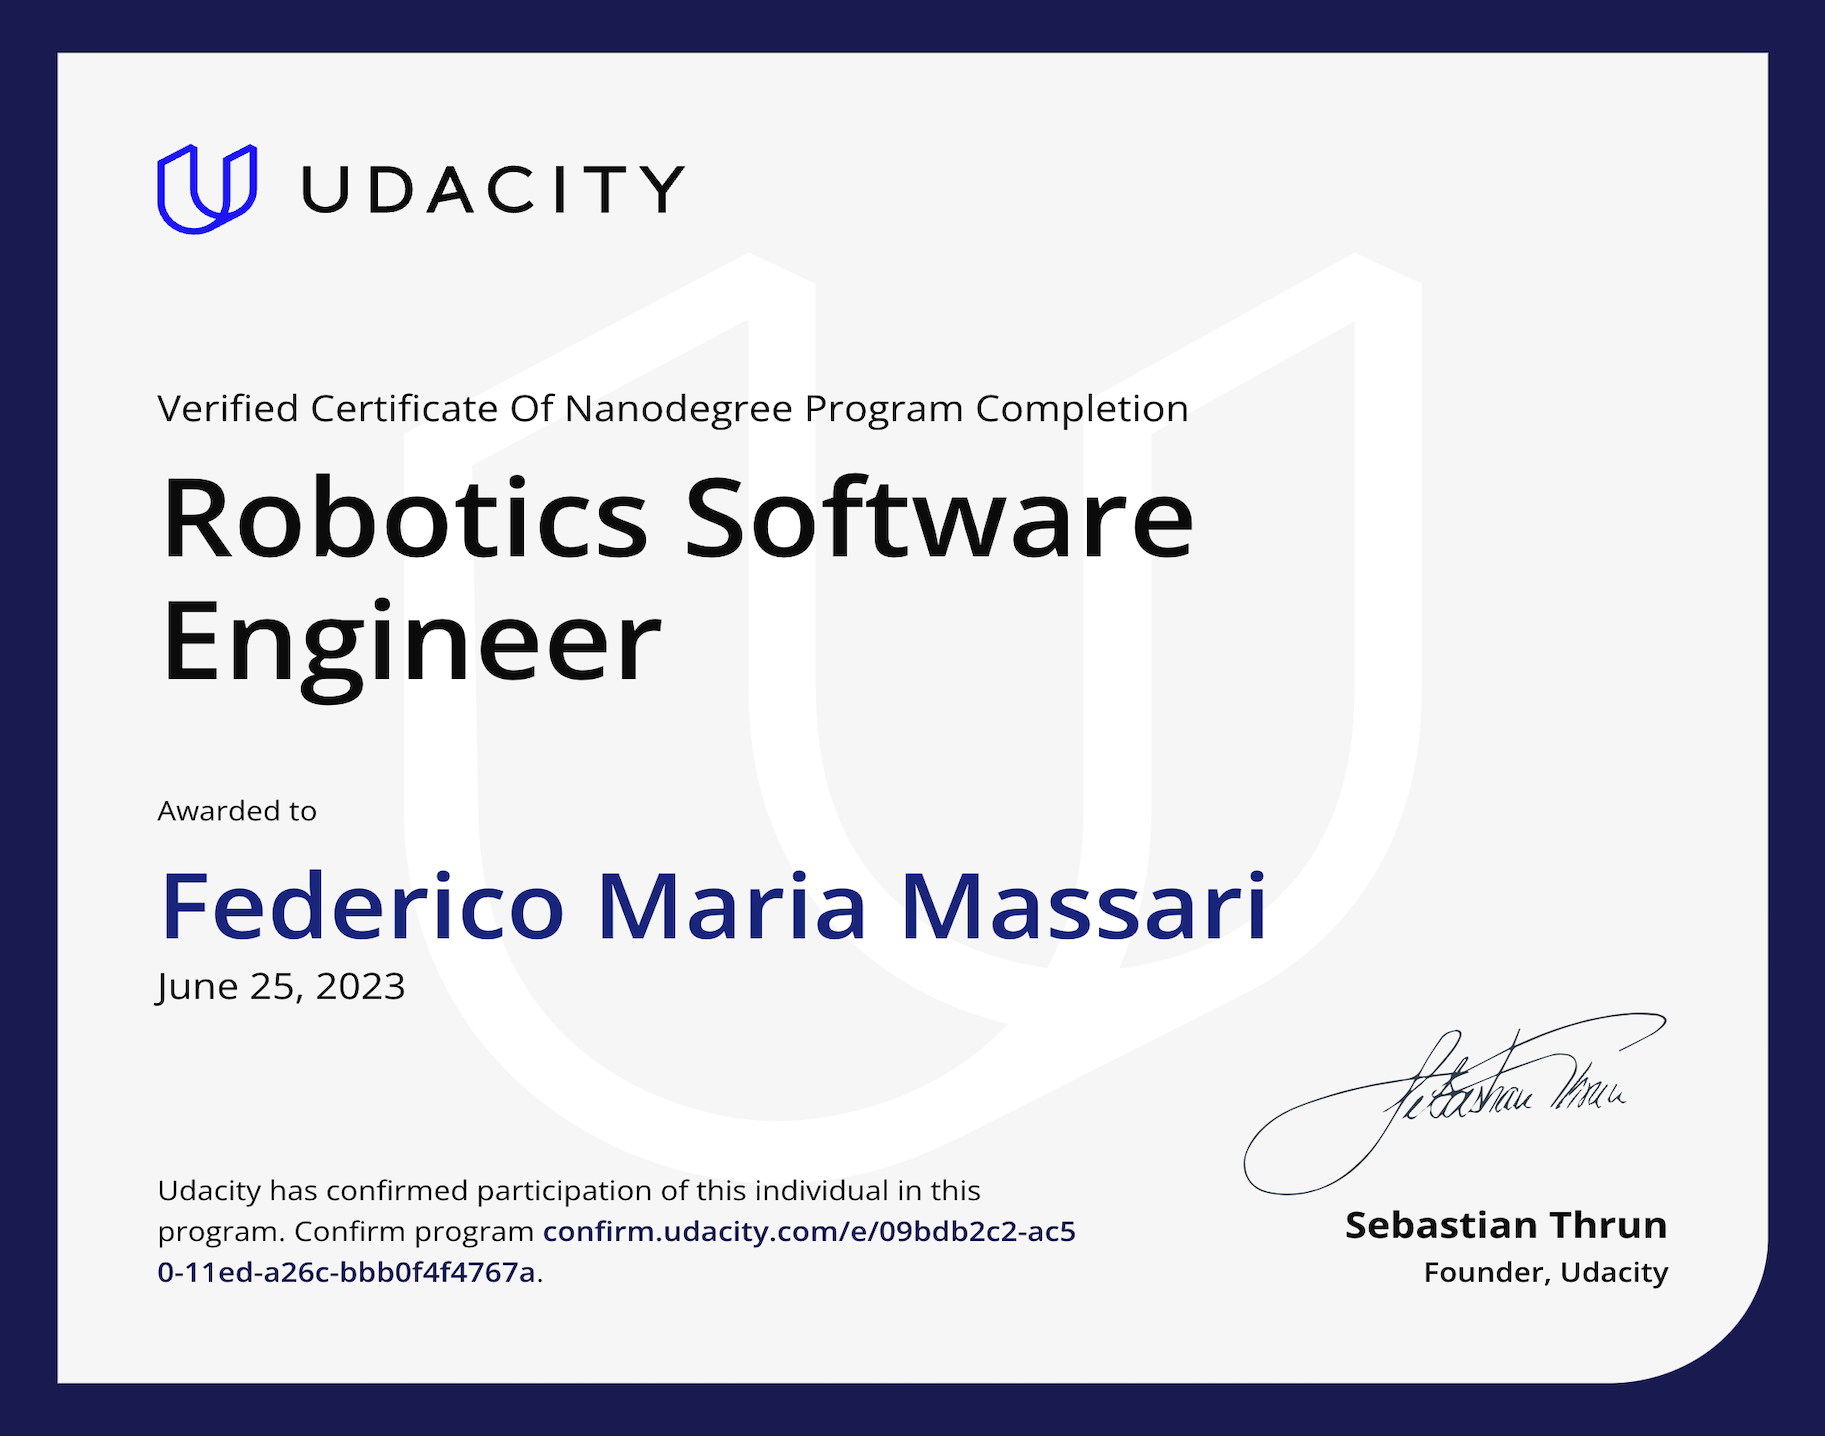 UDACITY
Verified Certificate Of Nanodegree Program Completion
Robotics Software
Engineer
Awarded to
Federico Maria Massari
June 25, 2023
Sebastian Thrun
Udacity has confirmed participation of this individual in this
program. Confirm program confirm.udacity.com/e/09bdb2c2-ac5
0-11ed-a26c-bbb0f4f4767a.
Sebastian Thrun
Founder, Udacity